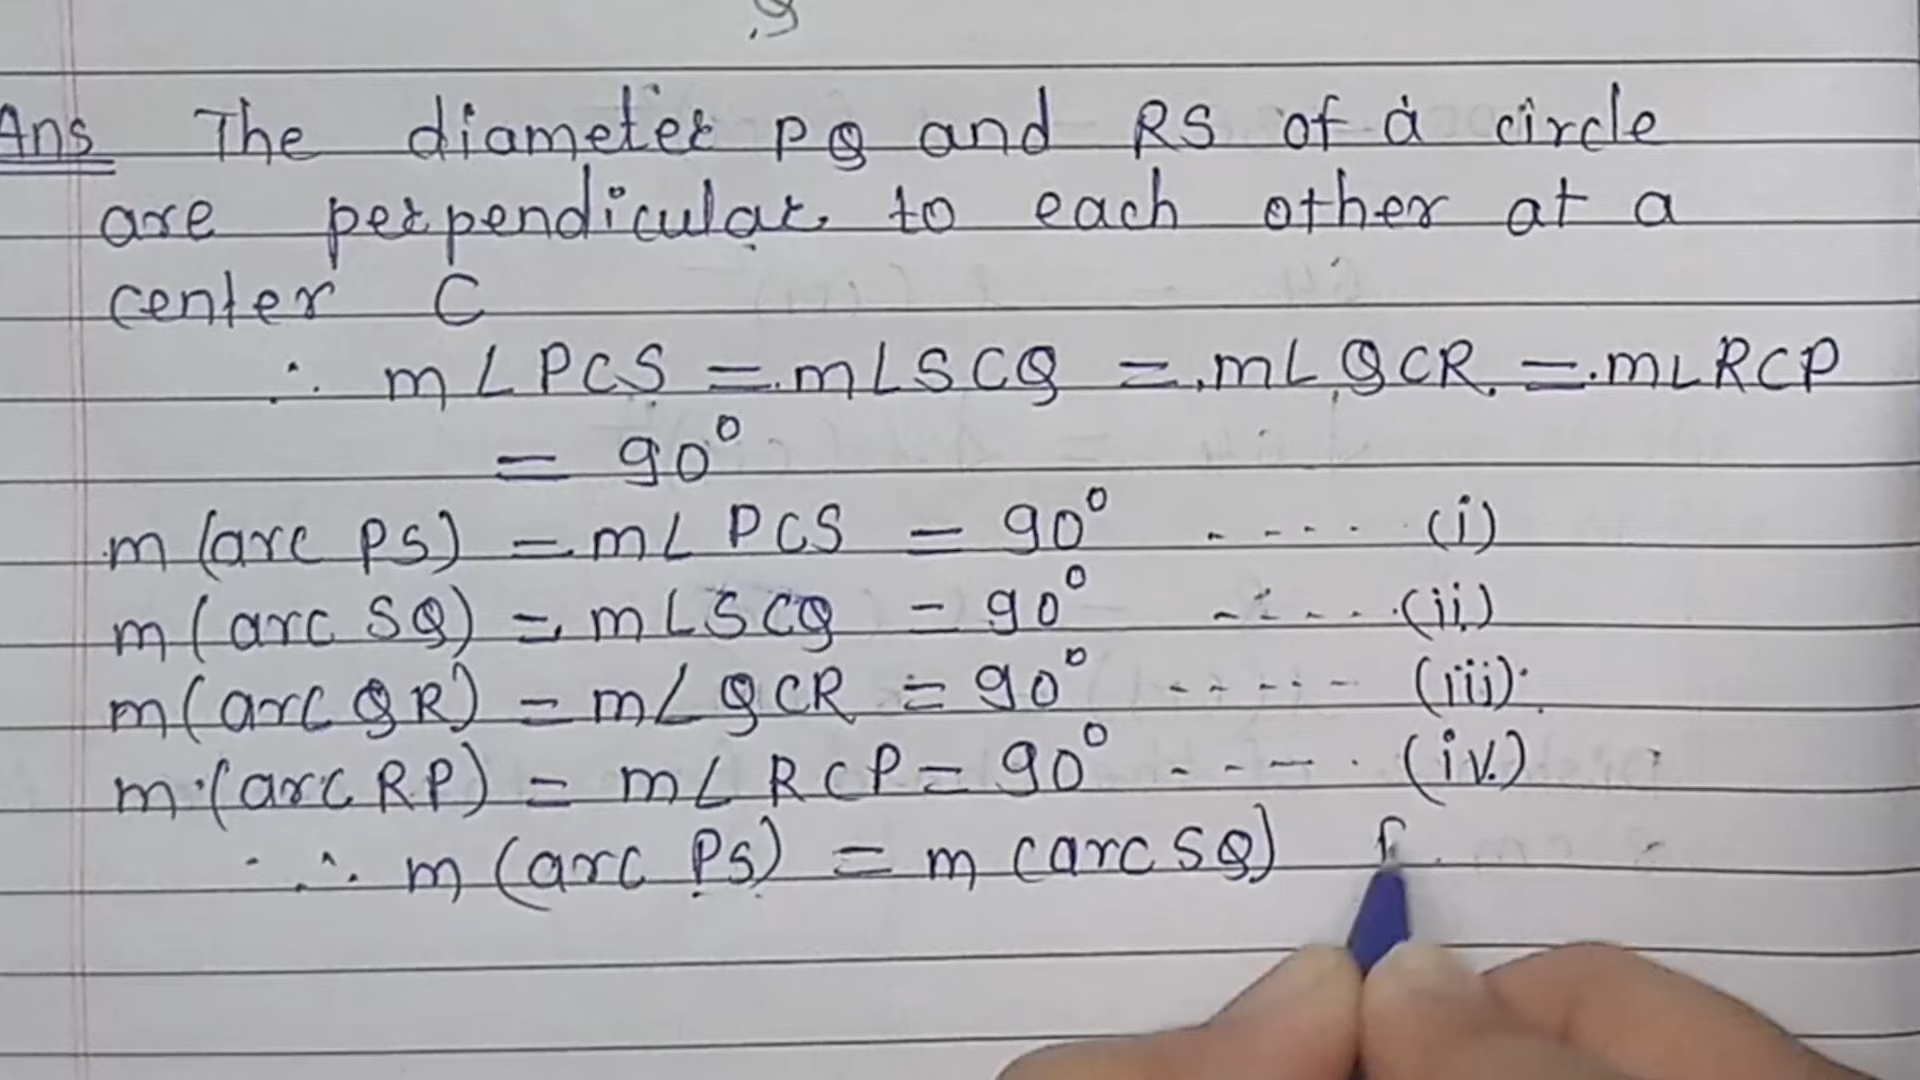 Ans The diameter PQ and RS of a circle
are perpendicular to each other at a
center C
∴ m∠PCS = m∠SCQ = m∠QCR = m∠RCP
= 90°
m(arc PS) = m∠PCS = 90° .... (i)
m(arc SQ) = m∠SCQ = 90° .... (ii)
m(arc QR) = m∠QCR = 90° ..... (iii)
m(arc RP) = m∠RCP = 90° ..... (iv)
∴ m(arc PS) = m(arc SQ)